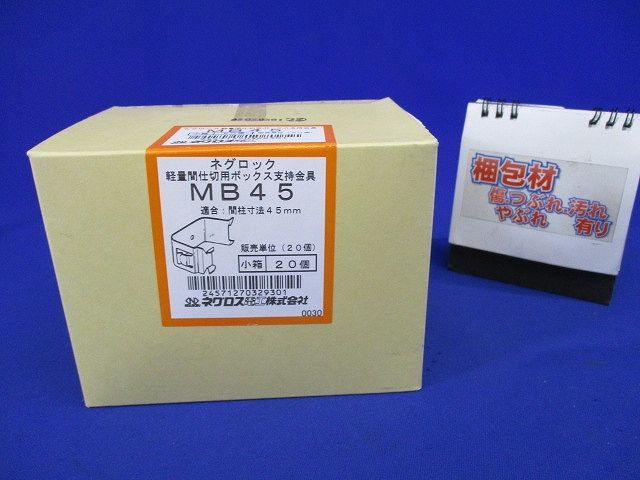 ネグロック
軽量間仕切用ボックス支持金具
MB45
適合：間柱寸法45mm
販売単位（20個）
小箱 20個
24571270329301
ネグロス電工株式会社
0030
梱包材
傷・つぶれ・汚れ
やぶれ 有り